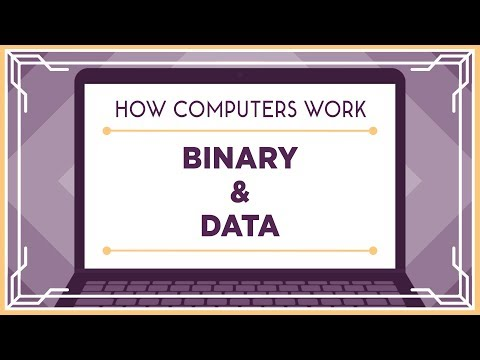 HOW COMPUTERS WORK
BINARY
&
DATA